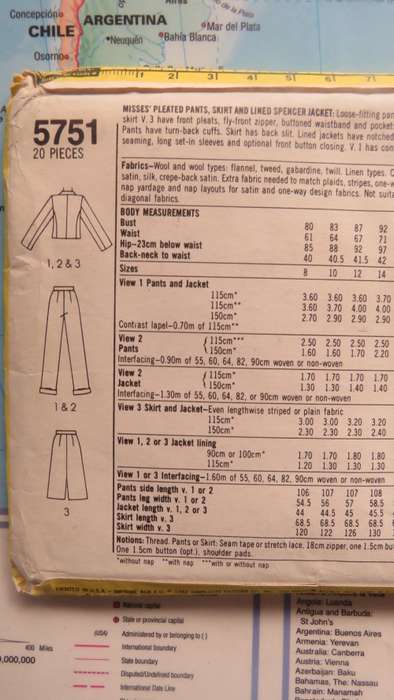 Concepción
CHILE
ARGENTINA
Mar del Plata
Neuquén
Bahía Blanca
Osorno
5751
20 PIECES
MISSES' PLEATED PANTS, SKIRT AND LINED SPENCER JACKET: Loose-fitting pan
skirt V. 3 have front pleats, fly-front zipper, buttoned waistband and pocket
Pants have turn-back cuffs. Skirt has back slit. Lined jackets have notched
seaming, long set-in sleeves and optional front button closing. V.1 has con
Fabrics—Wool and wool types: flannel, tweed, gabardine, twill. Linen types. C
satin, silk, crepe-back satin. Extra fabric needed to match plaids, stripes, one-w
nap yardage and nap layouts for satin and one-way design fabrics. Not suita
diagonal fabrics.
BODY MEASUREMENTS
Bust 80 83 87 92
Waist 61 64 67 71
Hip–23cm below waist 85 88 92 97
Back-neck to waist 40 40.5 41.5 42
Sizes 8 10 12 14
View 1 Pants and Jacket
115cm* 3.60 3.60 3.60 3.70
115cm** 3.60 3.70 4.00 4.00
150cm* 2.70 2.90 2.90 2.90
Contrast lapel–0.70m of 115cm**
View 2 Pants
115cm*** 2.50 2.50 2.50 2.50
150cm* 1.60 1.60 1.70 2.20
Interfacing–0.90m of 55, 60, 64, 82, 90cm woven or non-woven
View 2 Jacket
115cm* 1.70 1.70 1.70 1.70
150cm* 1.30 1.30 1.40 1.40
Interfacing–1.30m of 55, 60, 64, 82, or 90cm woven or non-woven
View 3 Skirt and Jacket–Even lengthwise striped or plain fabric
115cm* 3.00 3.00 3.20 3.20
150cm* 2.30 2.30 2.30 2.40
View 1, 2 or 3 Jacket lining
90cm or 100cm* 1.70 1.70 1.80 1.80
115cm* 1.20 1.30 1.30 1.30
View 1 or 3 Interfacing–1.60m of 55, 60, 64, 82, 90cm woven or non-woven
Pants side length v. 1 or 2 106 107 107 108
Pants leg width v. 1 or 2 54.5 56 57 58.5
Jacket length v. 1, 2 or 3 44 44.5 45 45.5
Skirt length v. 3 68.5 68.5 68.5 68.5
Skirt width v. 3 120 122 126 130
Notions: Thread. Pants or Skirt: Seam tape or stretch lace, 18cm zipper, one 1.5cm bu
One 1.5cm button (opt.), shoulder pads.
*without nap **with nap ***with or without nap
1, 2 & 3
1 & 2
3
State or provincial capital
(USA) Administered by or belonging to ( )
International boundary
State boundary
Disputed/Undefined boundary
International Date Line
400 Miles
0,000,000
Angola: Luanda
Antigua and Barbuda:
St John's
Argentina: Buenos Aires
Armenia: Yerevan
Australia: Canberra
Austria: Vienna
Azerbaijan: Baku
Bahamas, The: Nassau
Bahrain: Manamah